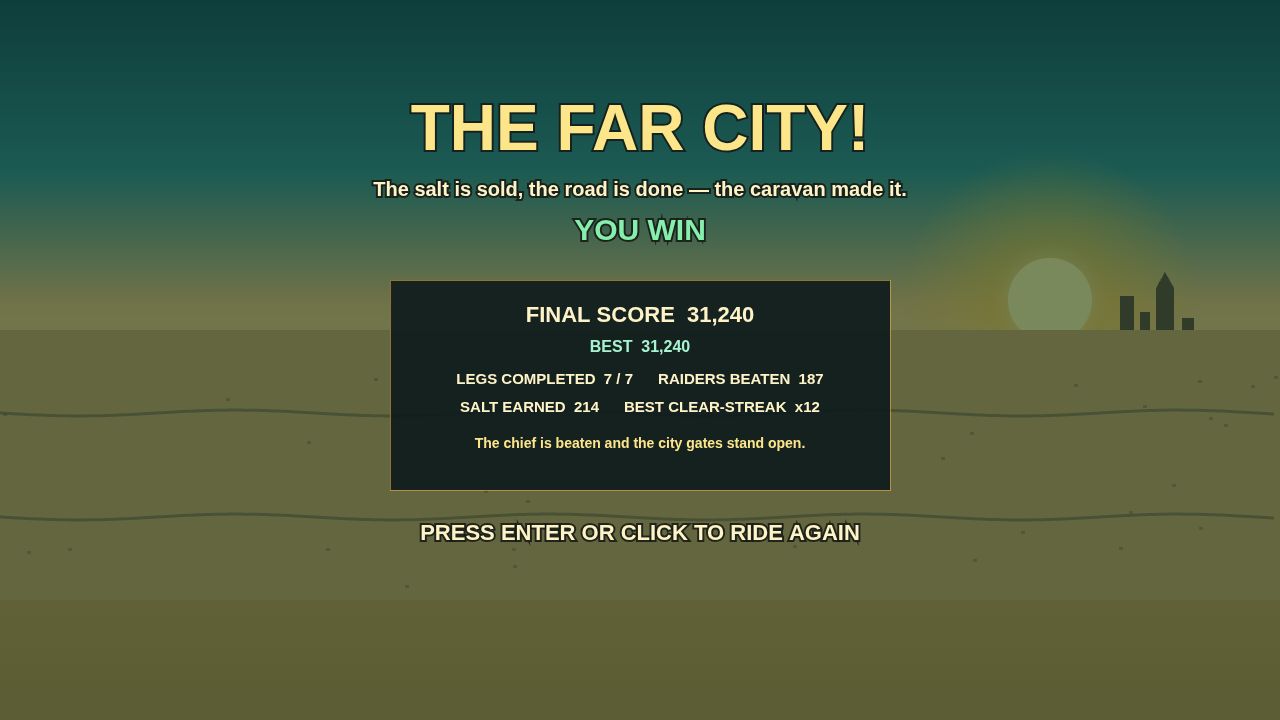 THE FAR CITY!
The salt is sold, the road is done — the caravan made it.
YOU WIN
FINAL SCORE 31,240
BEST 31,240
LEGS COMPLETED 7 / 7 RAIDERS BEATEN 187
SALT EARNED 214 BEST CLEAR-STREAK x12
The chief is beaten and the city gates stand open.
PRESS ENTER OR CLICK TO RIDE AGAIN